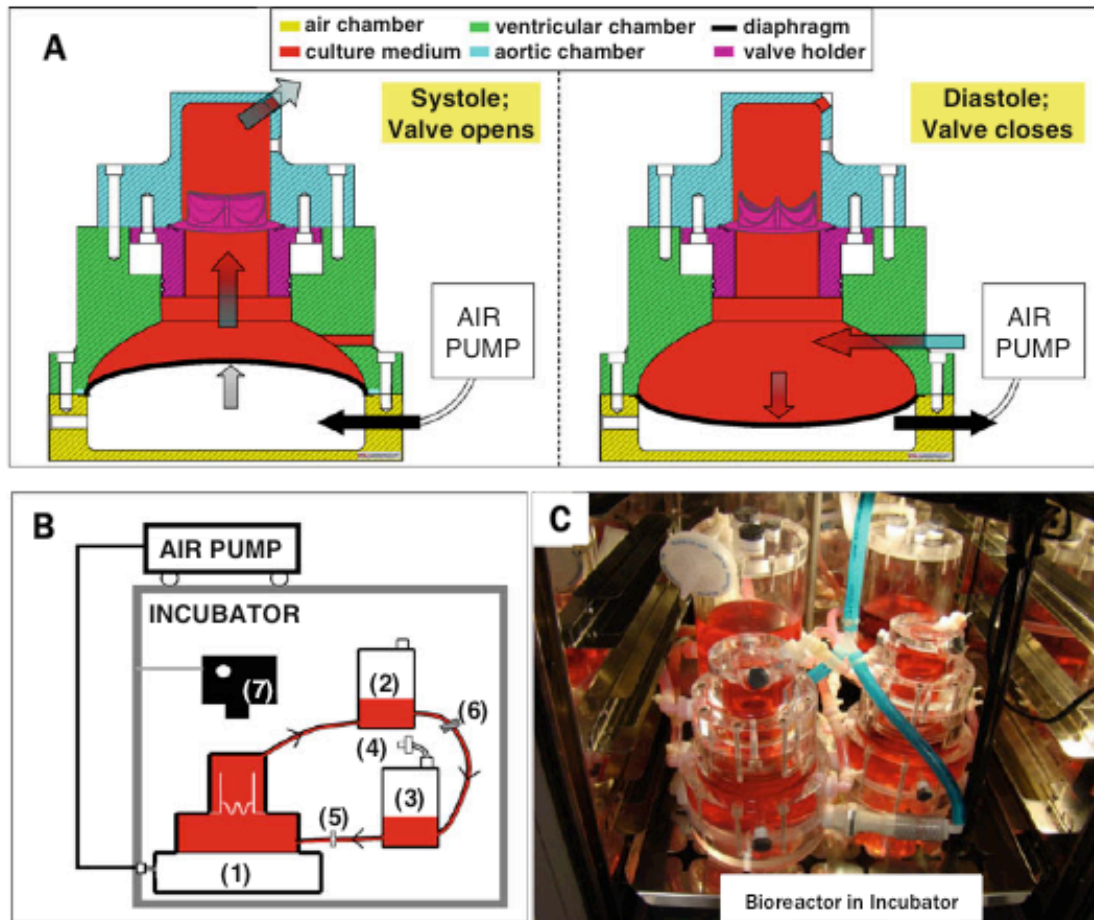 A
air chamber
ventricular chamber
diaphragm
culture medium
aortic chamber
valve holder
Systole;
Valve opens
Diastole;
Valve closes
AIR
PUMP
AIR
PUMP
B
AIR PUMP
INCUBATOR
(7)
(2)
(6)
(4)
(3)
(5)
(1)
C
Bioreactor in Incubator